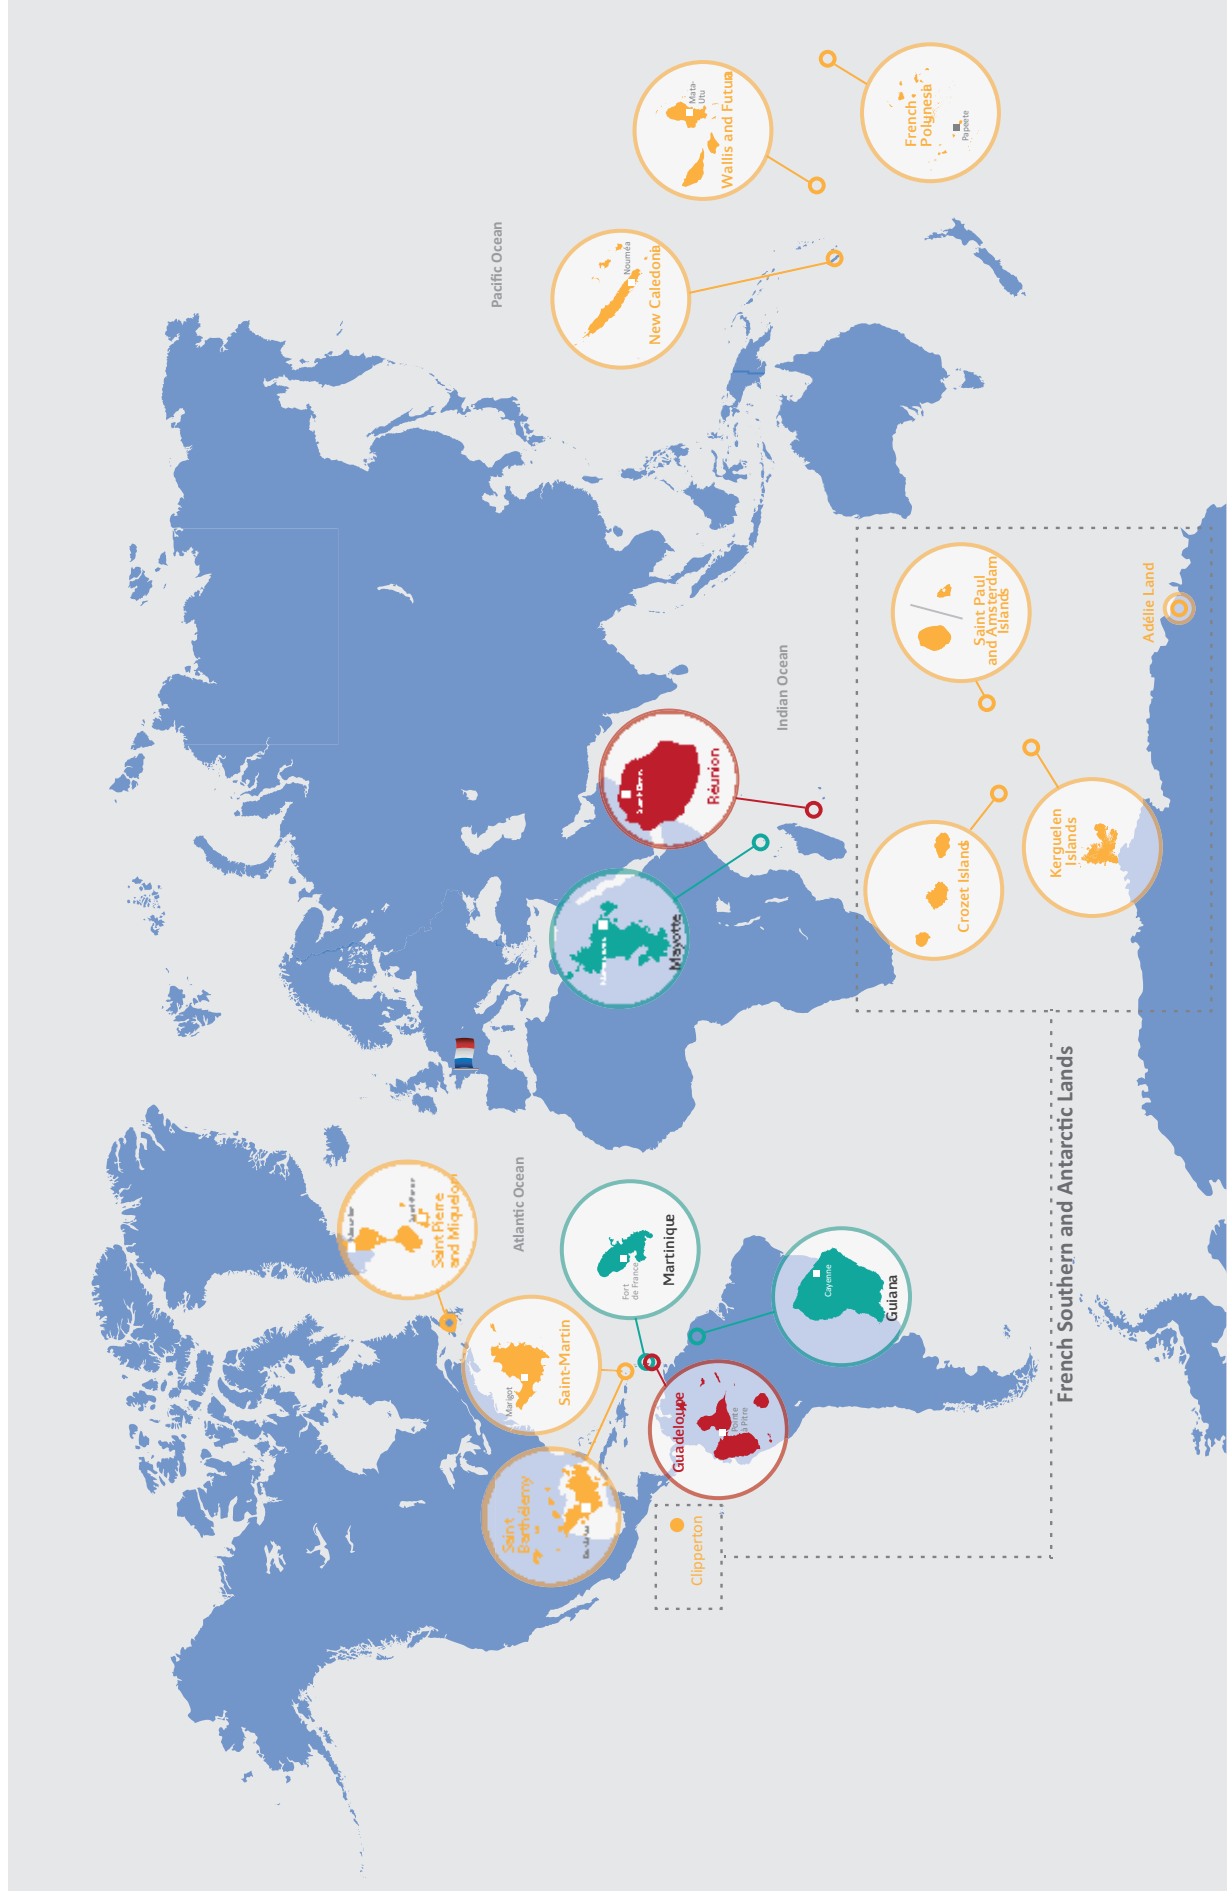 Saint Pierre
and Miquelon
Atlantic Ocean
Saint-Martin
Marigot
Saint
Barthélemy
Martinique
Fort
de France
Guadeloupe
Pointe
à Pitre
Guiana
Cayenne
Clipperton
Mayotte
Réunion
Indian Ocean
Pacific Ocean
New Caledonia
Nouméa
Wallis and Futuna
Mata-
Utu
French
Polynesia
Papeete
Saint Paul
and Amsterdam
Islands
Crozet Islands
Kerguelen
Islands
Adélie Land
French Southern and Antarctic Lands